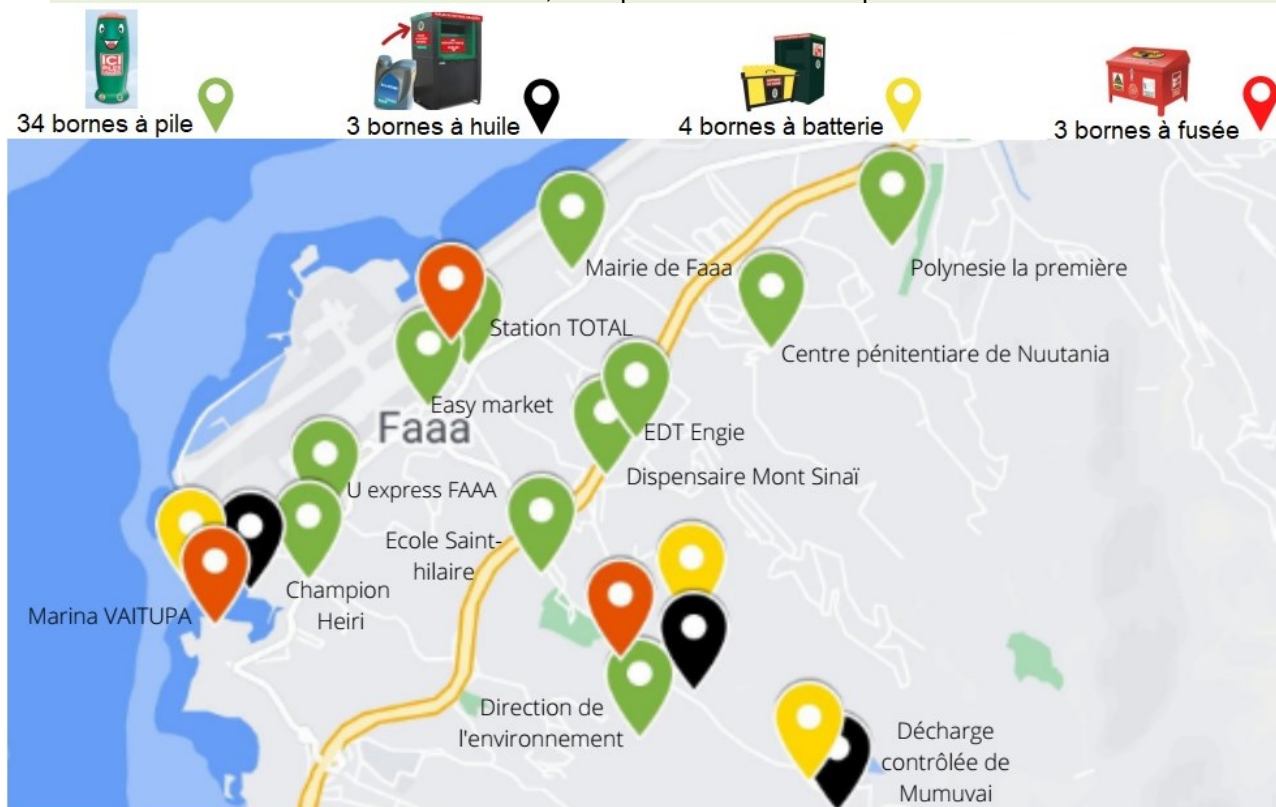 ICI
PILES
34 bornes à pile
3 bornes à huile
4 bornes à batterie
3 bornes à fusée
Mairie de Faaa
Polynesie la première
Station TOTAL
Centre pénitentiare de Nuutania
Easy market
Faaa
EDT Engie
Dispensaire Mont Sinaï
U express FAAA
Ecole Saint-
hilaire
Champion
Heiri
Marina VAITUPA
Direction de
l'environnement
Décharge
contrôlée de
Mumuvai